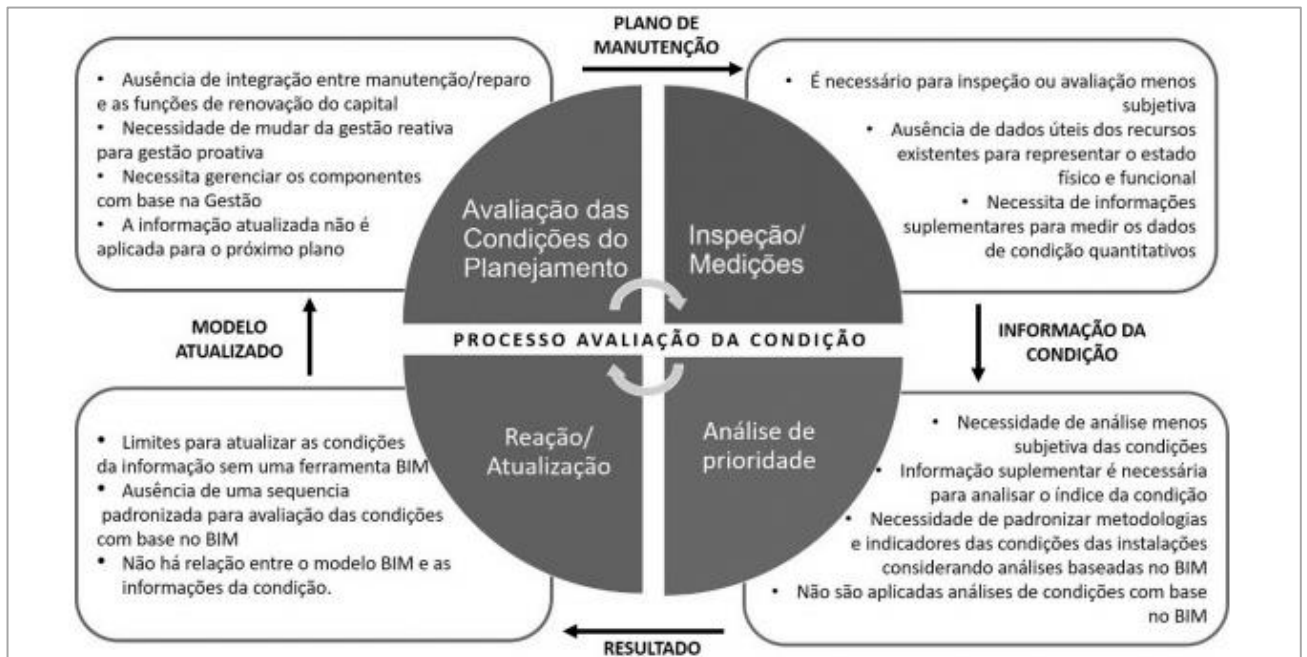 PLANO DE
MANUTENÇÃO
• Ausência de integração entre manutenção/reparo
e as funções de renovação do capital
• Necessidade de mudar da gestão reativa
para gestão proativa
• Necessita gerenciar os componentes
com base na Gestão
• A informação atualizada não é
aplicada para o próximo plano
• É necessário para inspeção ou avaliação menos
subjetiva
• Ausência de dados úteis dos recursos
existentes para representar o estado
físico e funcional
• Necessita de informações
suplementares para medir os dados
de condição quantitativos
Avaliação das
Condições do
Planejamento
Inspeção/
Medições
MODELO
ATUALIZADO
PROCESSO AVALIAÇÃO DA CONDIÇÃO
INFORMAÇÃO DA
CONDIÇÃO
Reação/
Atualização
Análise de
prioridade
• Limites para atualizar as condições
da informação sem uma ferramenta BIM
• Ausência de uma sequencia
padronizada para avaliação das condições
com base no BIM
• Não há relação entre o modelo BIM e as
informações da condição.
• Necessidade de análise menos
subjetiva das condições
• Informação suplementar é necessária
para analisar o índice da condição
• Necessidade de padronizar metodologias
e indicadores das condições das instalações
considerando análises baseadas no BIM
• Não são aplicadas análises de condições com base
no BIM
RESULTADO